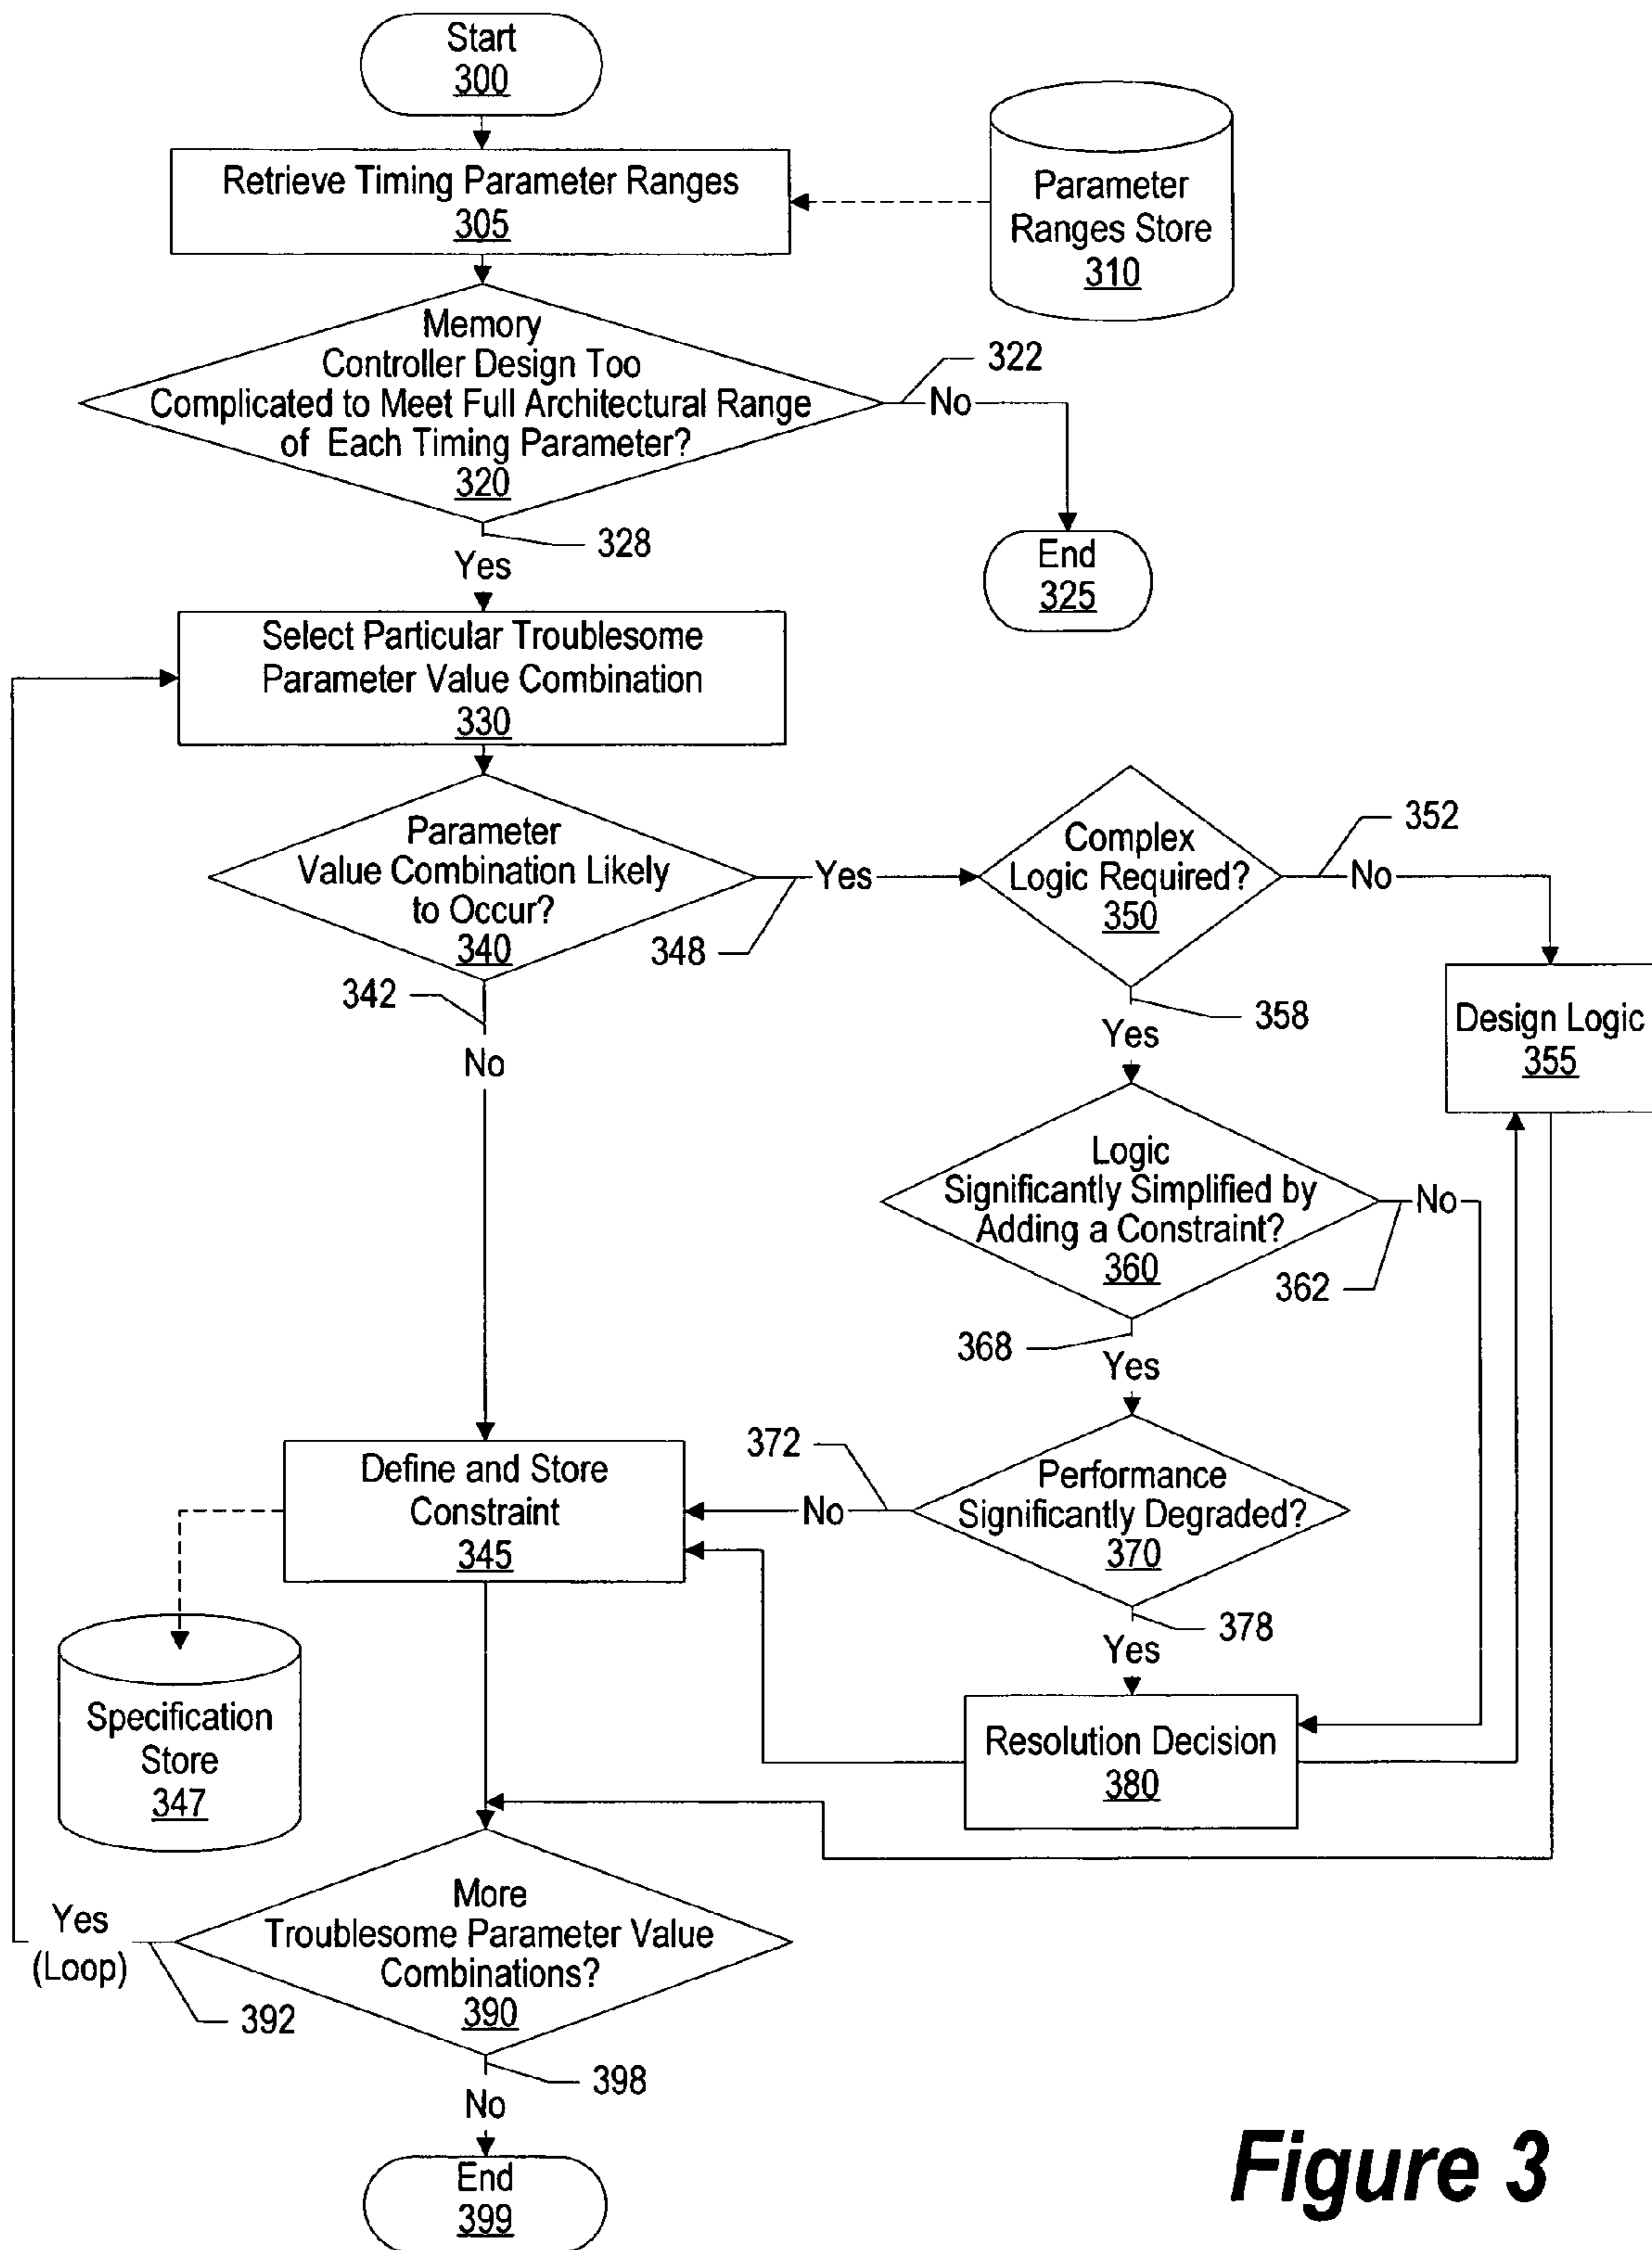 Start
300
Retrieve Timing Parameter Ranges
305
Parameter
Ranges Store
310
Memory
Controller Design Too
Complicated to Meet Full Architectural Range
of Each Timing Parameter?
320
322
No
End
325
328
Yes
Select Particular Troublesome
Parameter Value Combination
330
Parameter
Value Combination Likely
to Occur?
340
348
Yes
Complex
Logic Required?
350
352
No
Design Logic
355
342
No
358
Yes
Logic
Significantly Simplified by
Adding a Constraint?
360
No
362
368
Yes
Define and Store
Constraint
345
372
No
Performance
Significantly Degraded?
370
378
Yes
Specification
Store
347
Resolution Decision
380
More
Troublesome Parameter Value
Combinations?
390
Yes
(Loop)
392
398
No
End
399
Figure 3